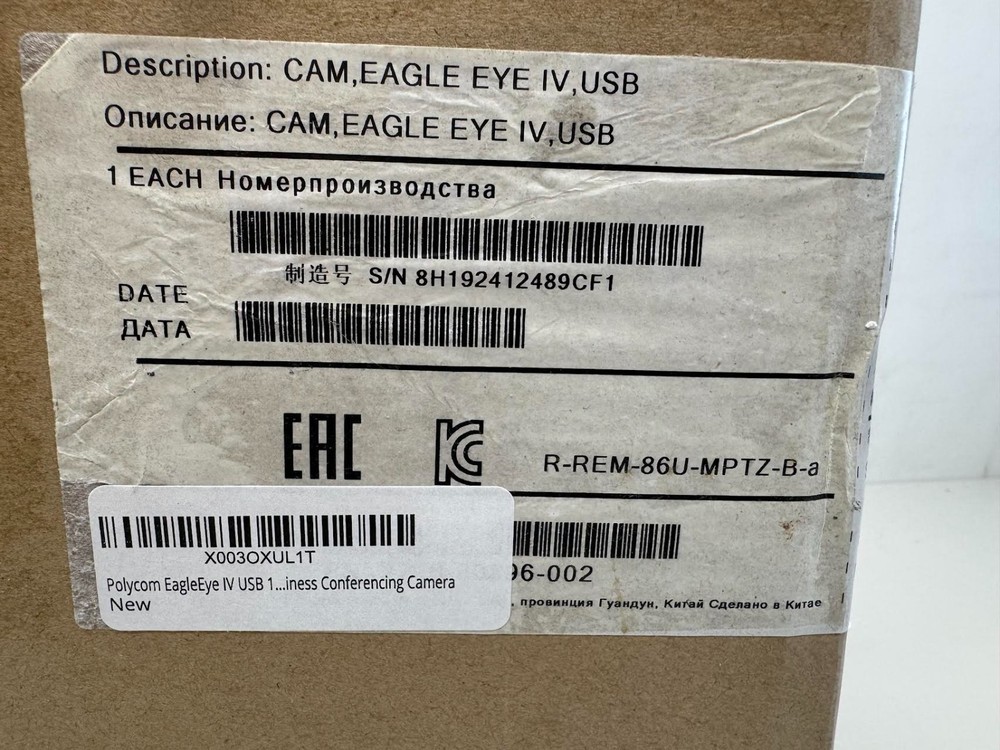 Description: CAM,EAGLE EYE IV,USB
Описание: CAM,EAGLE EYE IV,USB
1 EACH Номерпроизводства
制造号 S/N 8H192412489CF1
DATE
ДАТА
EAC
KC
R-REM-86U-MPTZ-B-a
X003OXUL1T
Polycom EagleEye IV USB 1...iness Conferencing Camera
New
96-002
провинция Гуандун, Китай Сделано в Китае